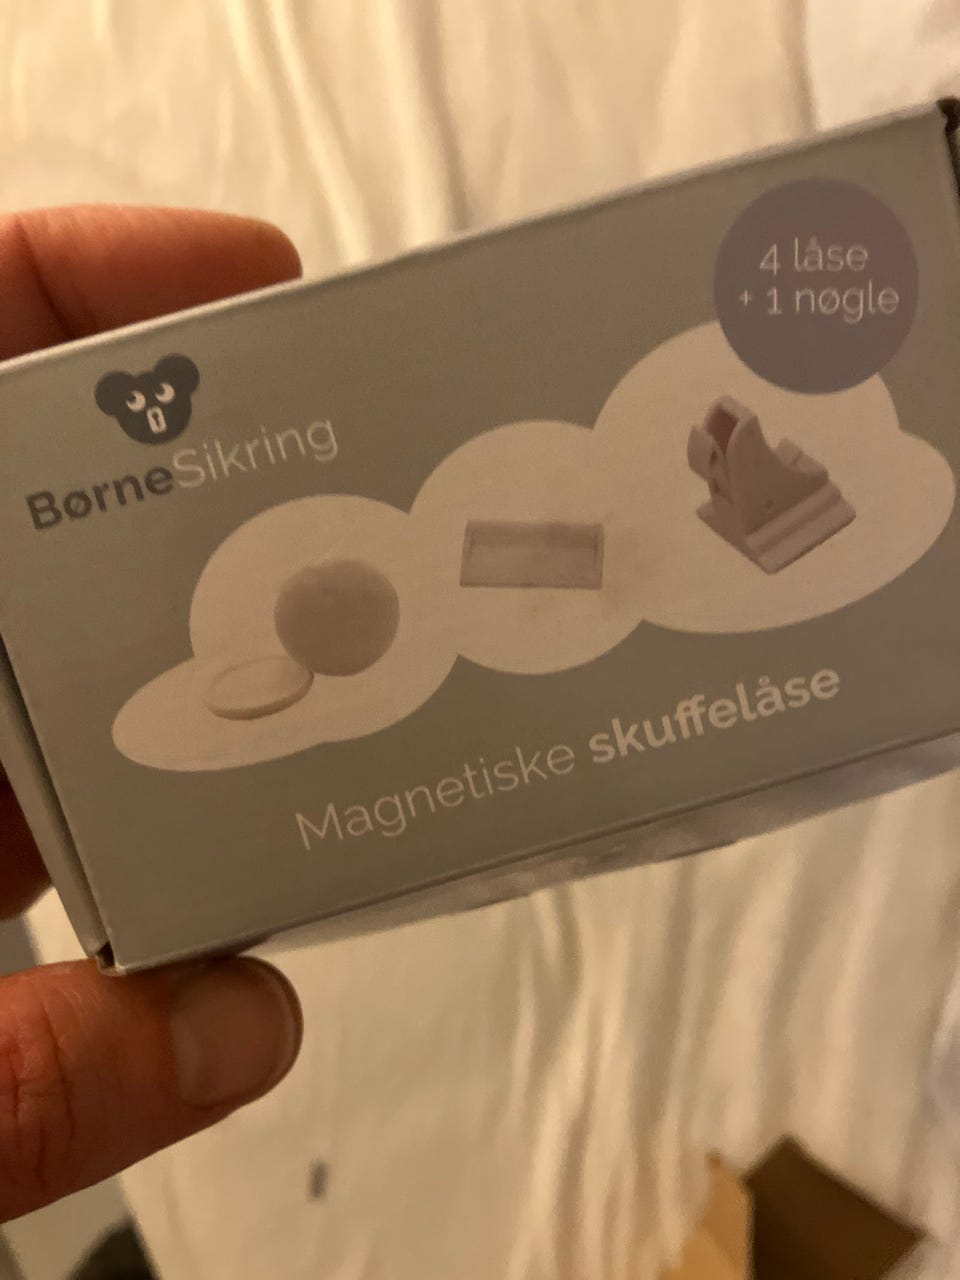 4 låse
+ 1 nøgle
BørneSikring
Magnetiske skuffelåse